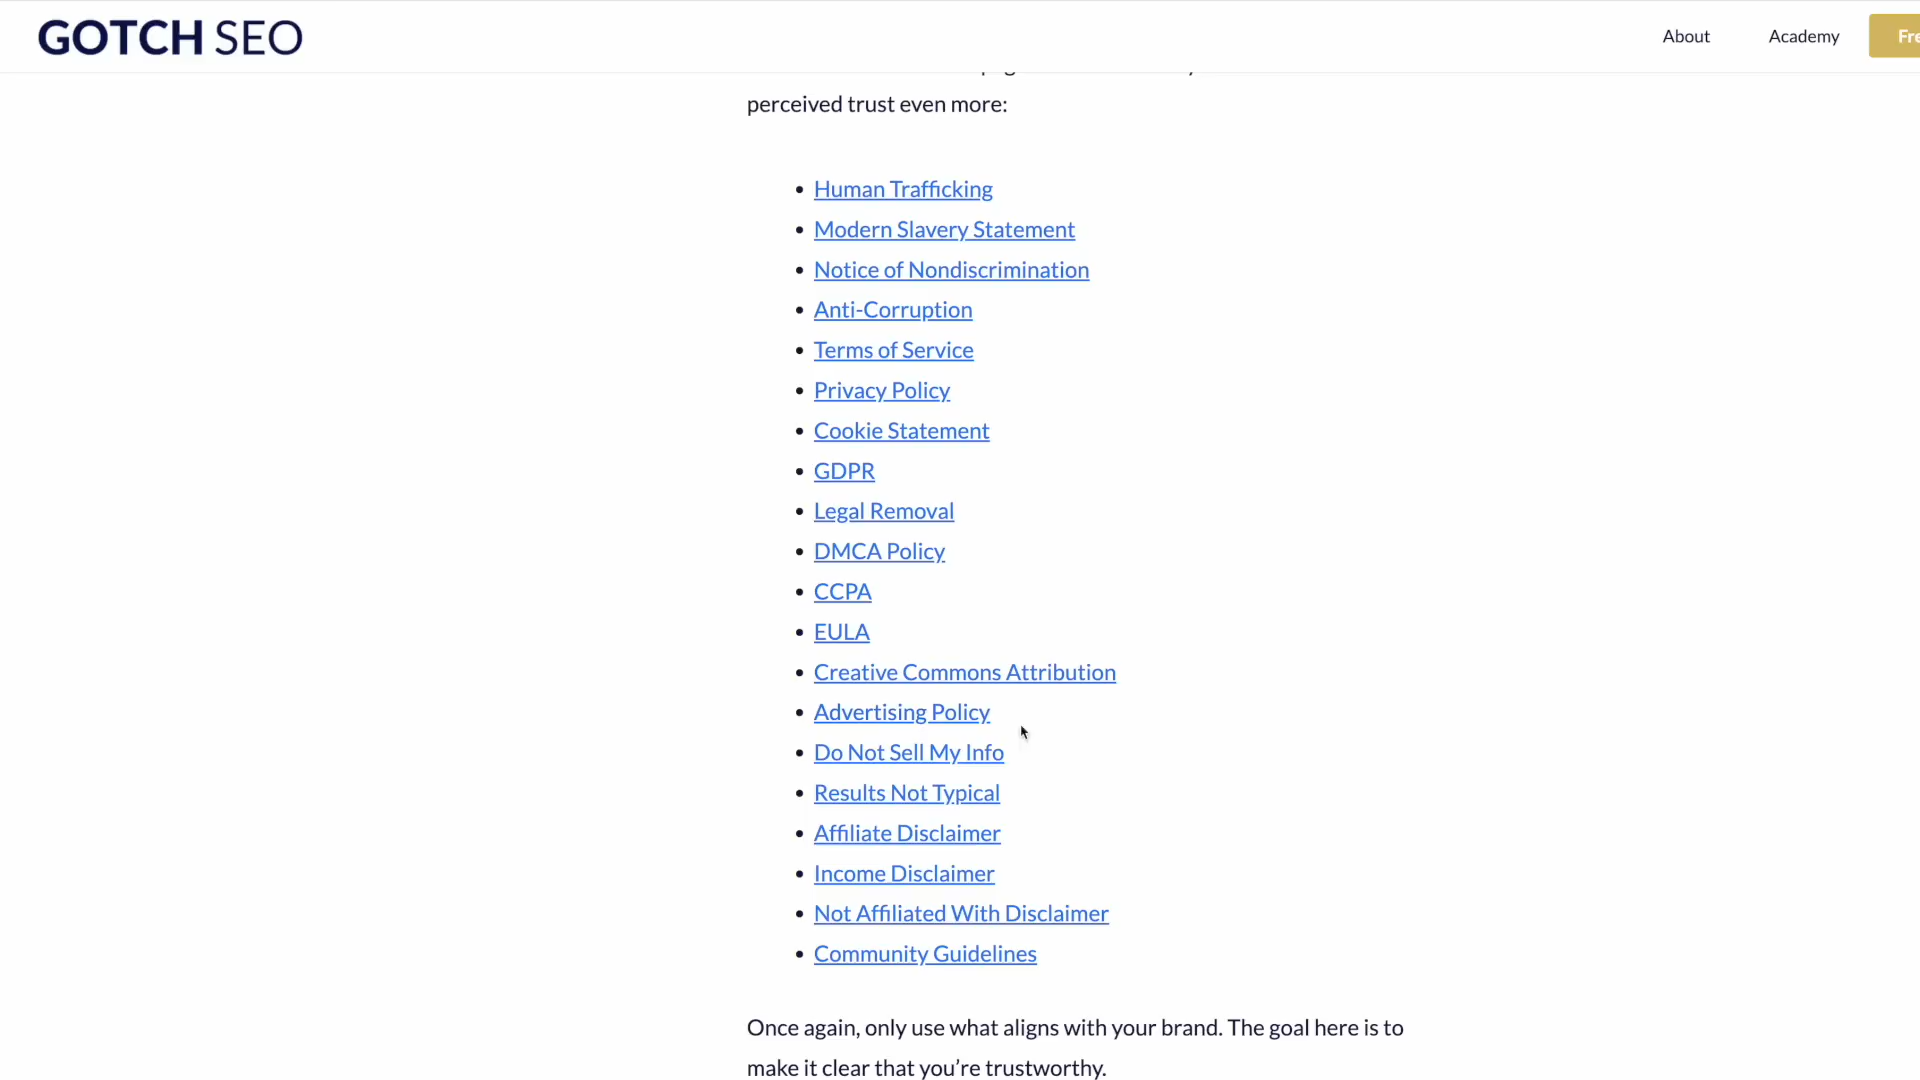 GOTCH SEO
About
Academy
perceived trust even more:
Human Trafficking
Modern Slavery Statement
Notice of Nondiscrimination
Anti-Corruption
Terms of Service
Privacy Policy
Cookie Statement
GDPR
Legal Removal
DMCA Policy
CCPA
EULA
Creative Commons Attribution
Advertising Policy
Do Not Sell My Info
Results Not Typical
Affiliate Disclaimer
Income Disclaimer
Not Affiliated With Disclaimer
Community Guidelines
Once again, only use what aligns with your brand. The goal here is to
make it clear that you’re trustworthy.